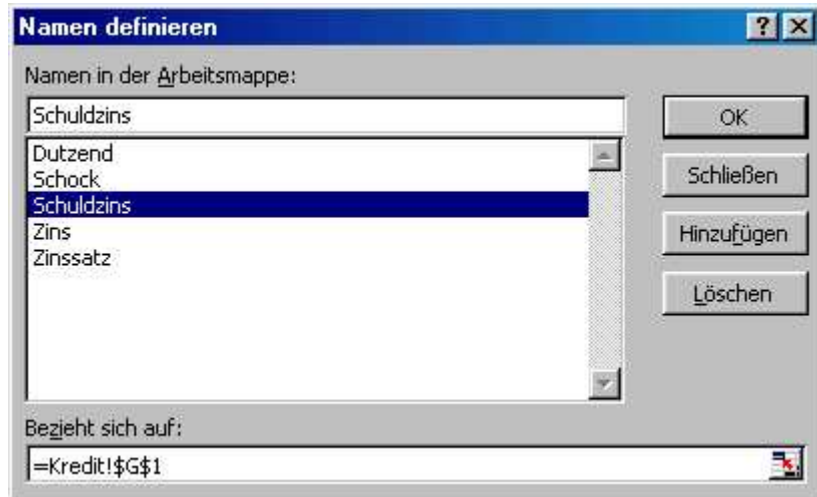 Namen definieren
Namen in der Arbeitsmappe:
Schuldzins
OK
Dutzend
Schock
Schuldzins
Zins
Zinssatz
Schließen
Hinzufügen
Löschen
Bezieht sich auf:
=Kredit!$G$1